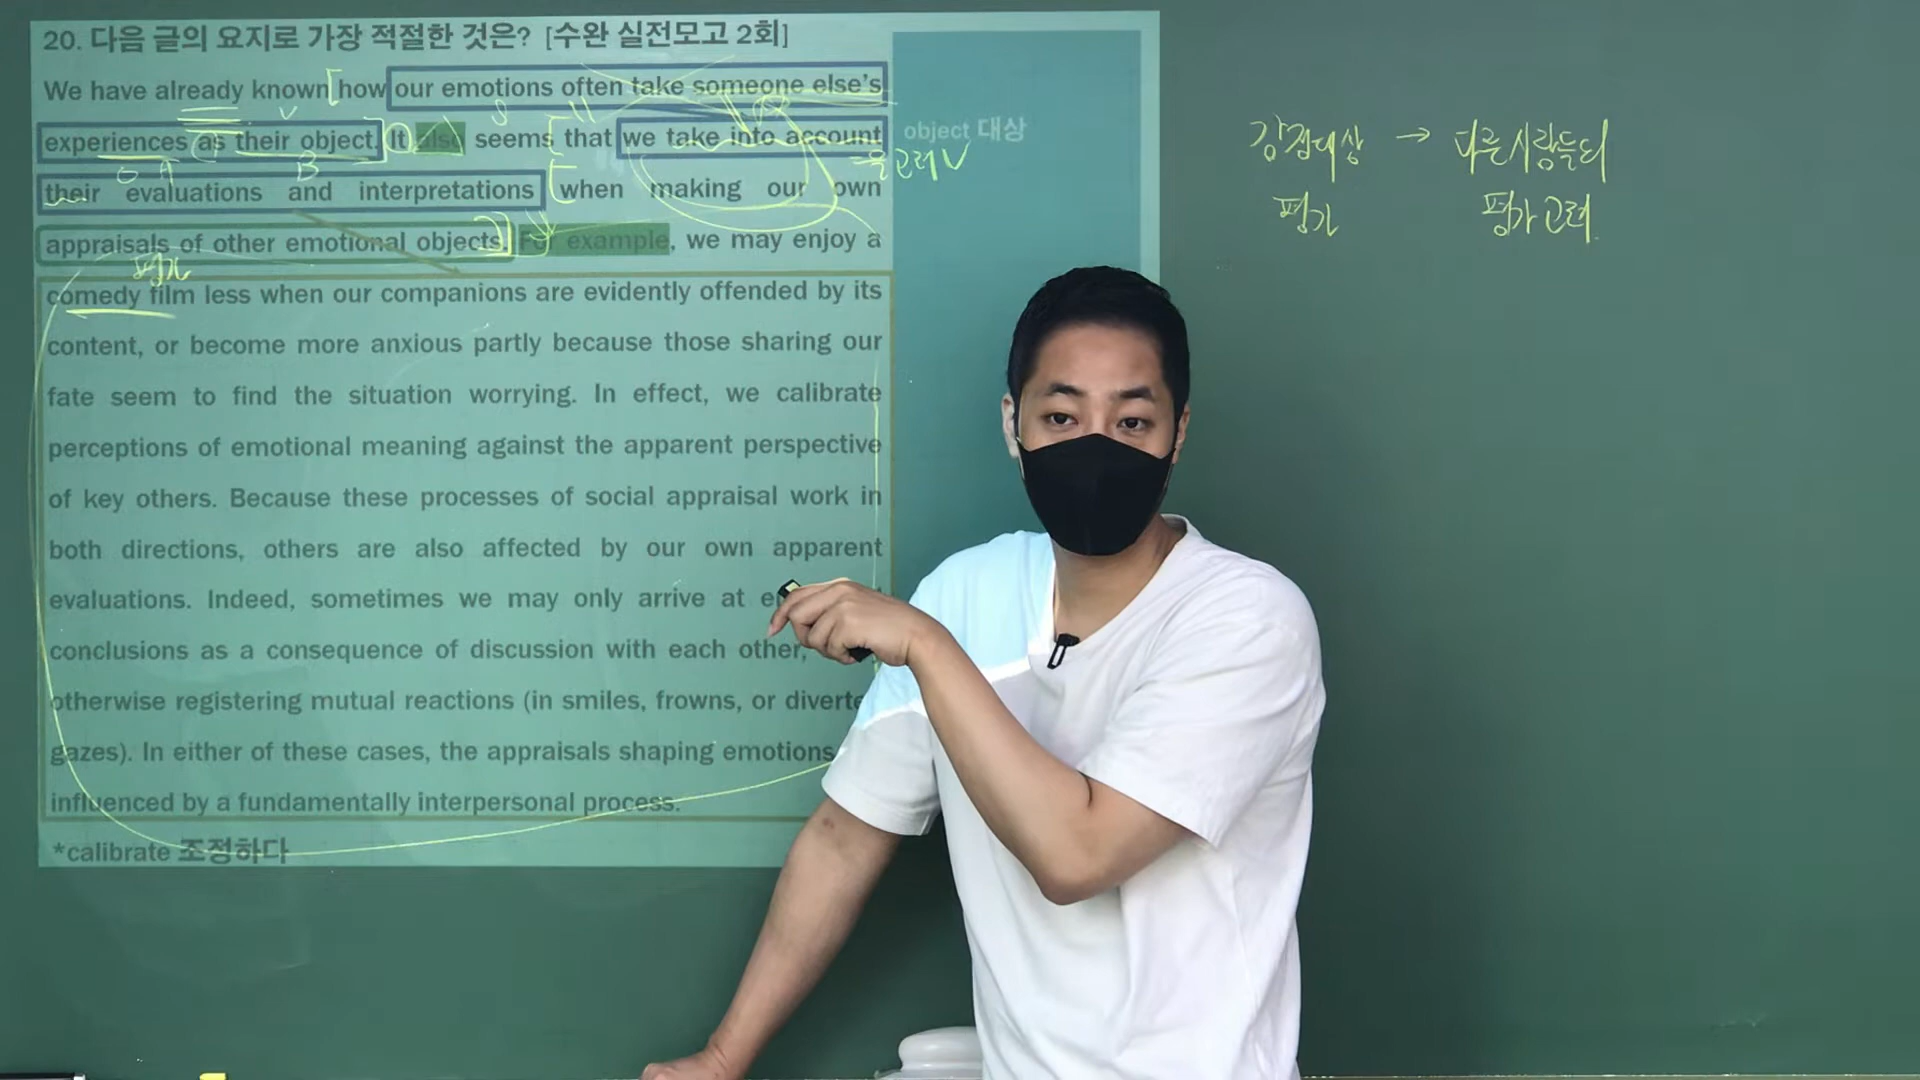 20. 다음 글의 요지로 가장 적절한 것은? [수완 실전모고 2회]
We have already known how our emotions often take someone else's
experiences as their object. It also seems that we take into account
their evaluations and interpretations when making our own
appraisals of other emotional objects. For example, we may enjoy a
comedy film less when our companions are evidently offended by its
content, or become more anxious partly because those sharing our
fate seem to find the situation worrying. In effect, we calibrate
perceptions of emotional meaning against the apparent perspective
of key others. Because these processes of social appraisal work in
both directions, others are also affected by our own apparent
evaluations. Indeed, sometimes we may only arrive at
conclusions as a consequence of discussion with each other,
otherwise registering mutual reactions (in smiles, frowns, or diverte
gazes). In either of these cases, the appraisals shaping emotions
influenced by a fundamentally interpersonal process.
*calibrate 조정하다
object 대상
을 고려 V
S
V
O A
B
평가
감정대상 → 다른사람들의
평가 평가 고려